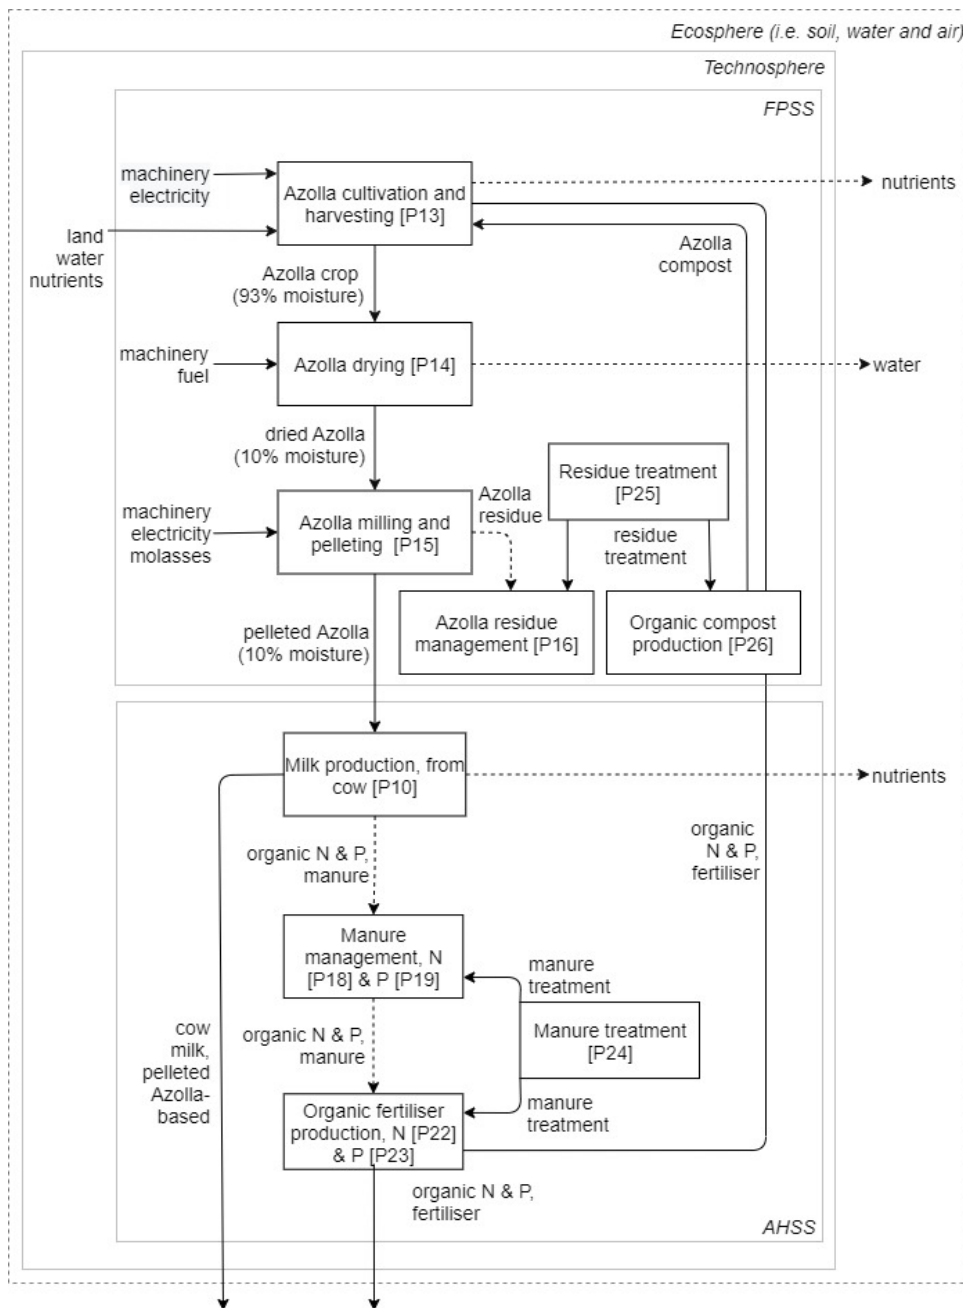 Ecosphere (i.e. soil, water and air)
Technosphere
FPSS
machinery
electricity
Azolla cultivation and
harvesting [P13]
nutrients
land
water
nutrients
Azolla
compost
Azolla crop
(93% moisture)
machinery
fuel
Azolla drying [P14]
water
dried Azolla
(10% moisture)
Residue treatment
[P25]
Azolla
residue
machinery
electricity
molasses
Azolla milling and
pelleting [P15]
residue
treatment
pelleted Azolla
(10% moisture)
Azolla residue
management [P16]
Organic compost
production [P26]
Milk production, from
cow [P10]
nutrients
organic N & P,
manure
organic
N & P,
fertiliser
Manure
management, N
[P18] & P [P19]
manure
treatment
cow
milk,
pelleted
Azolla-
based
organic N & P,
manure
Manure treatment
[P24]
manure
treatment
Organic fertiliser
production, N [P22]
& P [P23]
organic N & P,
fertiliser
AHSS